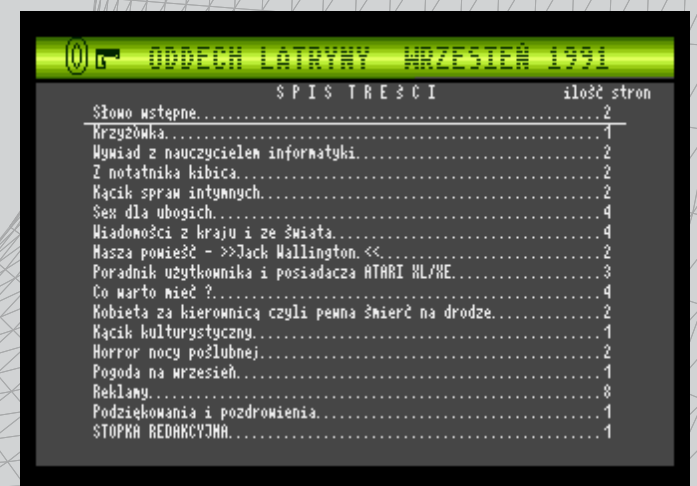 ODDECH LATRYNY WRZESIEŃ 1991
SPIS TREŚCI ilość stron
Słowo wstępne..................................................2
Krzyżówka......................................................1
Wywiad z nauczycielem informatyki..............................2
Z notatnika kibica.............................................2
Kącik spraw intymnych..........................................2
Sex dla ubogich................................................4
Wiadomości z kraju i ze świata.................................4
Nasza powieść - >>Jack Wallington.<<...........................2
Poradnik użytkownika i posiadacza ATARI XL/XE..................3
Co warto mieć ?................................................4
Kobieta za kierownicą czyli pewna śmierć na drodze.............2
Kącik kulturystyczny...........................................1
Horror nocy poślubnej..........................................2
Pogoda na wrzesień.............................................1
Reklamy........................................................8
Podziękowania i pozdrowienia...................................1
STOPKA REDAKCYJNA..............................................1